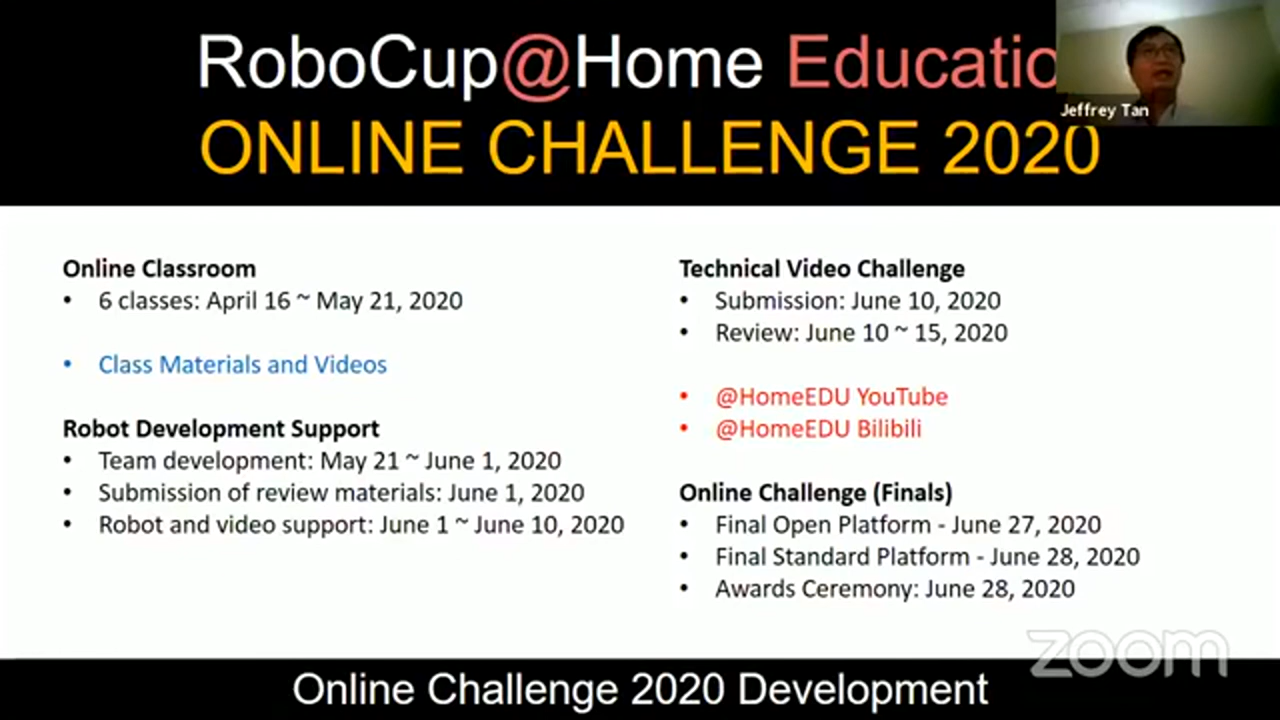 RoboCup@Home Educatio
Jeffrey Tan
ONLINE CHALLENGE 2020
Online Classroom
• 6 classes: April 16 ~ May 21, 2020
• Class Materials and Videos
Robot Development Support
• Team development: May 21 ~ June 1, 2020
• Submission of review materials: June 1, 2020
• Robot and video support: June 1 ~ June 10, 2020
Technical Video Challenge
• Submission: June 10, 2020
• Review: June 10 ~ 15, 2020
• @HomeEDU YouTube
• @HomeEDU Bilibili
Online Challenge (Finals)
• Final Open Platform - June 27, 2020
• Final Standard Platform - June 28, 2020
• Awards Ceremony: June 28, 2020
zoom
Online Challenge 2020 Development